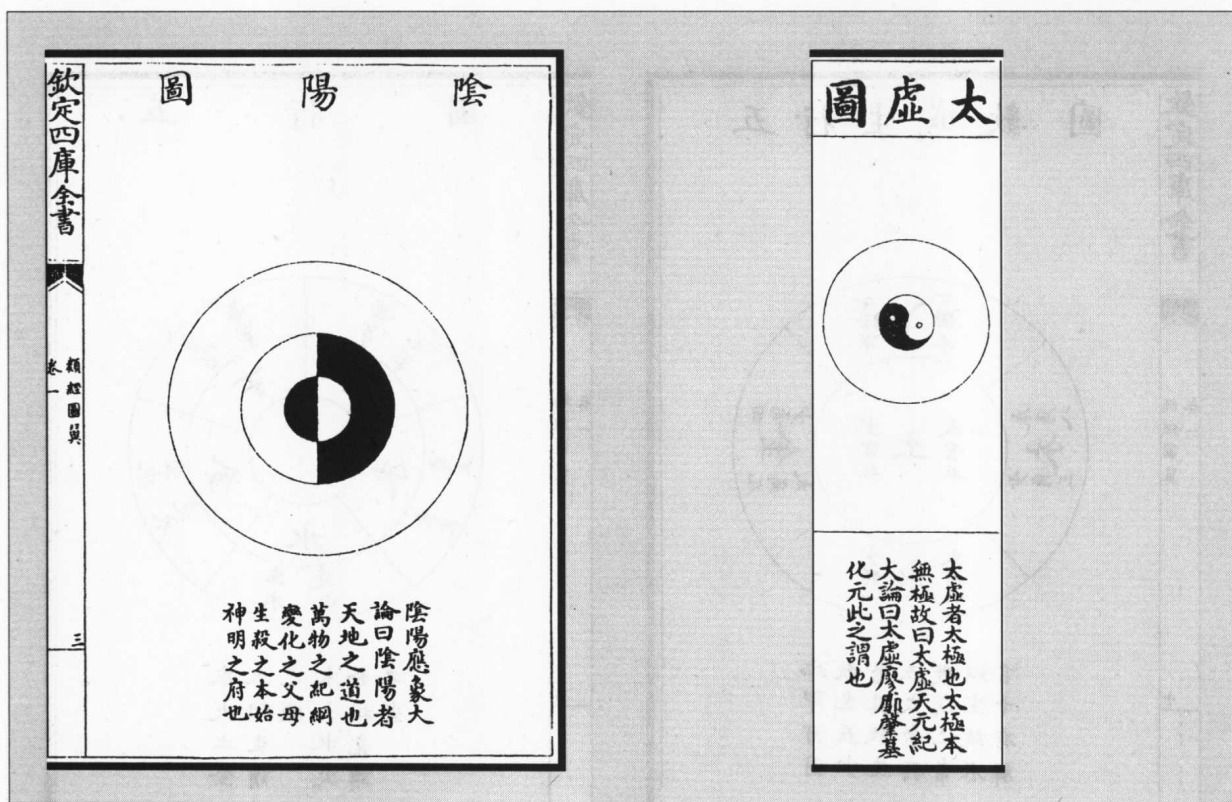 太虛圖
太虛者太極也太極本
無極故曰太虛天元紀
大論曰太虛廖廓肇基
化元此之謂也
陰陽圖
陰陽應象大
論曰陰陽者
天地之道也
萬物之紀綱
變化之父母
生殺之本始
神明之府也
欽定四庫全書
類經圖翼
卷一
三